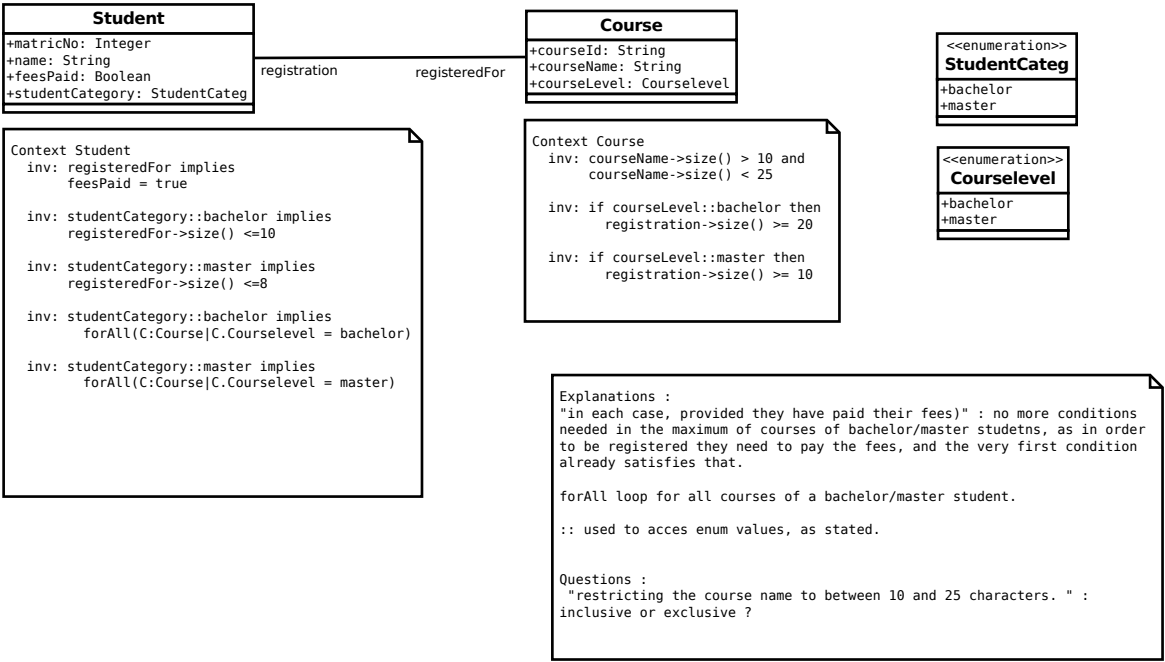 Student
+matricNo: Integer
+name: String
+feesPaid: Boolean
+studentCategory: StudentCateg
registration
registeredFor
Course
+courseId: String
+courseName: String
+courseLevel: Courselevel
<<enumeration>>
StudentCateg
+bachelor
+master
<<enumeration>>
Courselevel
+bachelor
+master
Context Student
inv: registeredFor implies
feesPaid = true
inv: studentCategory::bachelor implies
registeredFor->size() <=10
inv: studentCategory::master implies
registeredFor->size() <=8
inv: studentCategory::bachelor implies
forAll(C:Course|C.Courselevel = bachelor)
inv: studentCategory::master implies
forAll(C:Course|C.Courselevel = master)
Context Course
inv: courseName->size() > 10 and
courseName->size() < 25
inv: if courseLevel::bachelor then
registration->size() >= 20
inv: if courseLevel::master then
registration->size() >= 10
Explanations :
"in each case, provided they have paid their fees)" : no more conditions
needed in the maximum of courses of bachelor/master studetns, as in order
to be registered they need to pay the fees, and the very first condition
already satisfies that.
forAll loop for all courses of a bachelor/master student.
:: used to acces enum values, as stated.
Questions :
"restricting the course name to between 10 and 25 characters. " :
inclusive or exclusive ?